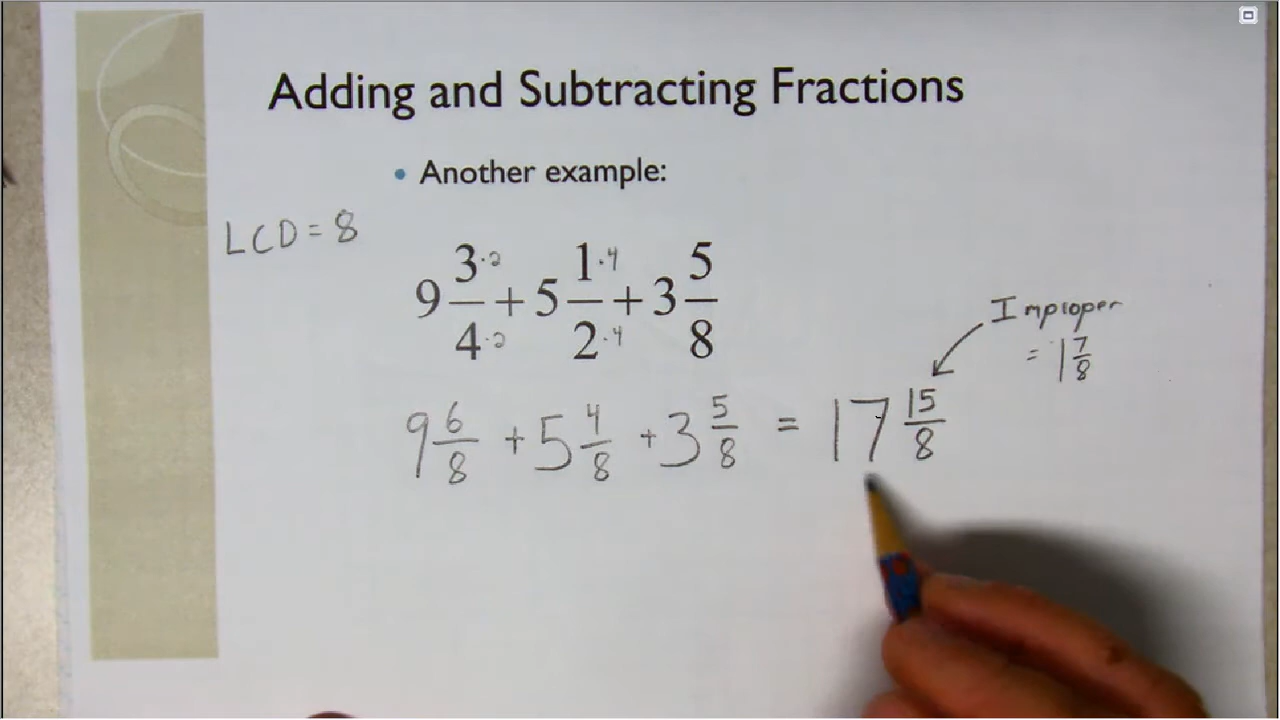 Adding and Subtracting Fractions
• Another example:
LCD = 8
9 3·2/4·2 + 5 1·4/2·4 + 3 5/8
Improper
= 1 7/8
9 6/8 + 5 4/8 + 3 5/8 = 17 15/8